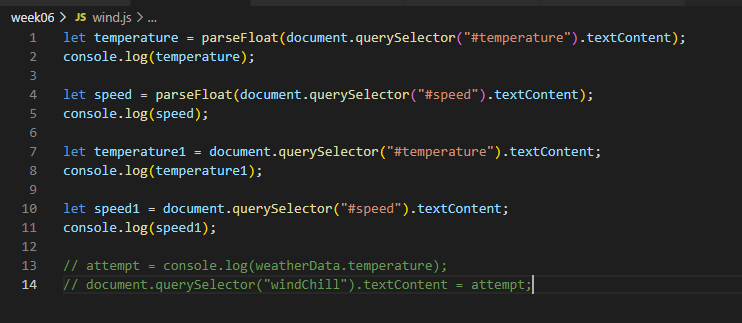 week06 > JS wind.js > ...
1 let temperature = parseFloat(document.querySelector("#temperature").textContent);
2 console.log(temperature);
3
4 let speed = parseFloat(document.querySelector("#speed").textContent);
5 console.log(speed);
6
7 let temperature1 = document.querySelector("#temperature").textContent;
8 console.log(temperature1);
9
10 let speed1 = document.querySelector("#speed").textContent;
11 console.log(speed1);
12
13 // attempt = console.log(weatherData.temperature);
14 // document.querySelector("windChill").textContent = attempt;